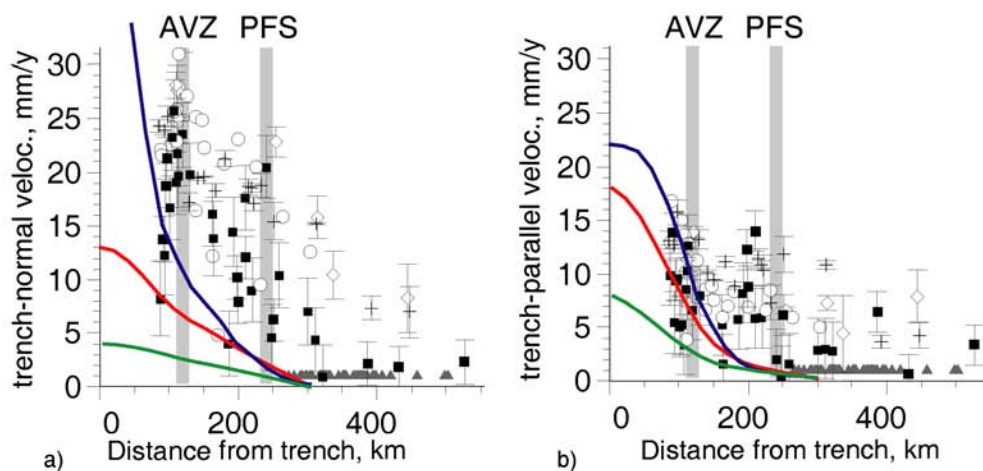 AVZ PFS
trench-normal veloc., mm/y
30
25
20
15
10
5
0
0 200 400
Distance from trench, km
a)
AVZ PFS
trench-parallel veloc., mm/y
30
25
20
15
10
5
0
0 200 400
Distance from trench, km
b)